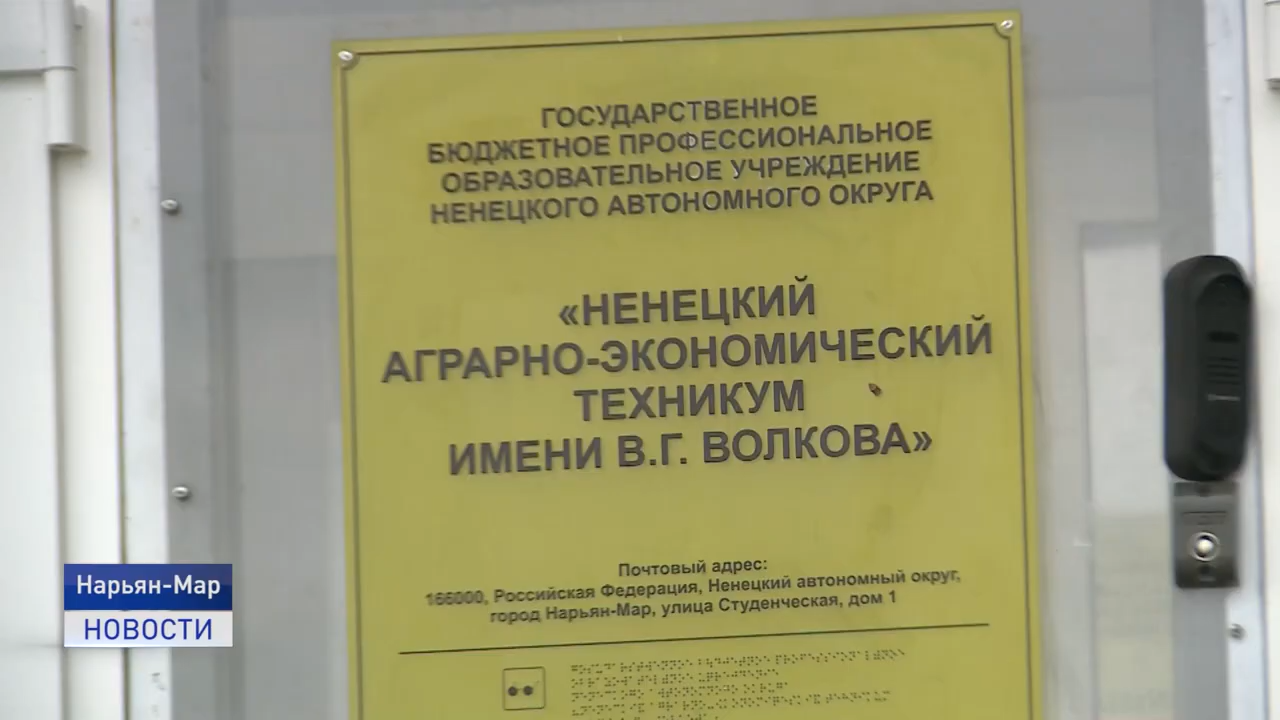 ГОСУДАРСТВЕННОЕ
БЮДЖЕТНОЕ ПРОФЕССИОНАЛЬНОЕ
ОБРАЗОВАТЕЛЬНОЕ УЧРЕЖДЕНИЕ
НЕНЕЦКОГО АВТОНОМНОГО ОКРУГА
«НЕНЕЦКИЙ
АГРАРНО-ЭКОНОМИЧЕСКИЙ
ТЕХНИКУМ
ИМЕНИ В.Г. ВОЛКОВА»
Почтовый адрес:
166000, Российская Федерация, Ненецкий автономный округ,
город Нарьян-Мар, улица Студенческая, дом 1
Нарьян-Мар
НОВОСТИ